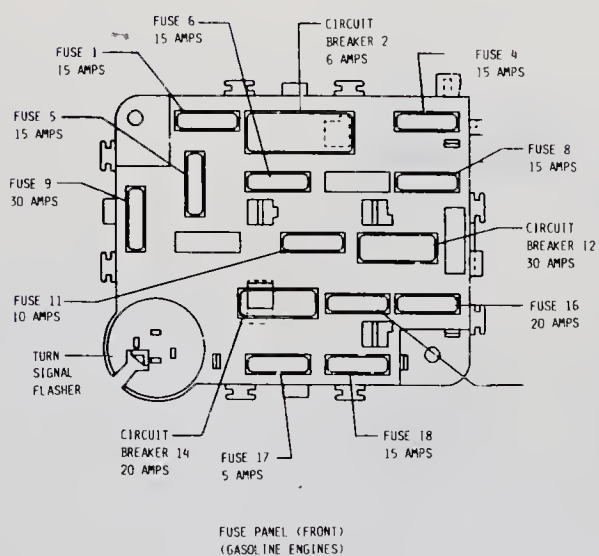 FUSE 6
15 AMPS
CIRCUIT
BREAKER 2
6 AMPS
FUSE 1
15 AMPS
FUSE 4
15 AMPS
FUSE 5
15 AMPS
FUSE 8
15 AMPS
FUSE 9
30 AMPS
CIRCUIT
BREAKER 12
30 AMPS
FUSE 11
10 AMPS
FUSE 16
20 AMPS
TURN
SIGNAL
FLASHER
CIRCUIT
BREAKER 14
20 AMPS
FUSE 17
5 AMPS
FUSE 18
15 AMPS
FUSE PANEL (FRONT)
(GASOLINE ENGINES)